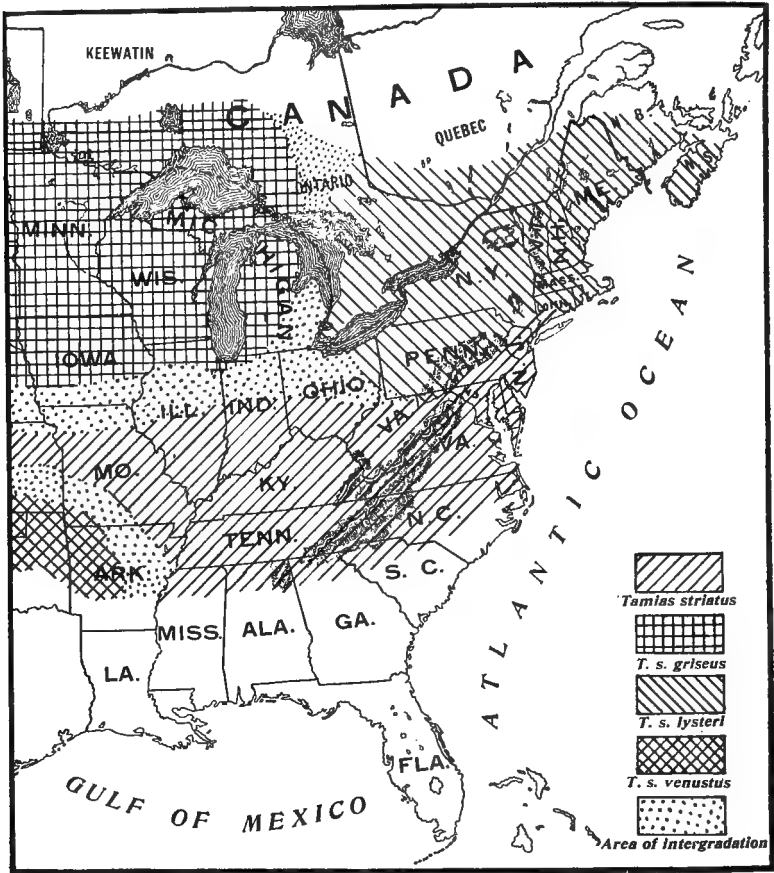 KEEWATIN
CANADA
QUEBEC
ONTARIO
N B
N. S.
ME.
MINN.
MICHIGAN
VT.
N.H.
WIS.
N.Y.
Mass.
Conn.
IOWA
PENN.
N J
ILL.
IND.
OHIO
VA.
W VA.
MO.
KY.
TENN.
N.C.
ARK
S. C.
MISS.
ALA.
GA.
LA.
FLA.
ATLANTIC OCEAN
GULF OF MEXICO
Tamias striatus
T. s. griseus
T. s. lysteri
T. s. venustus
Area of intergradation